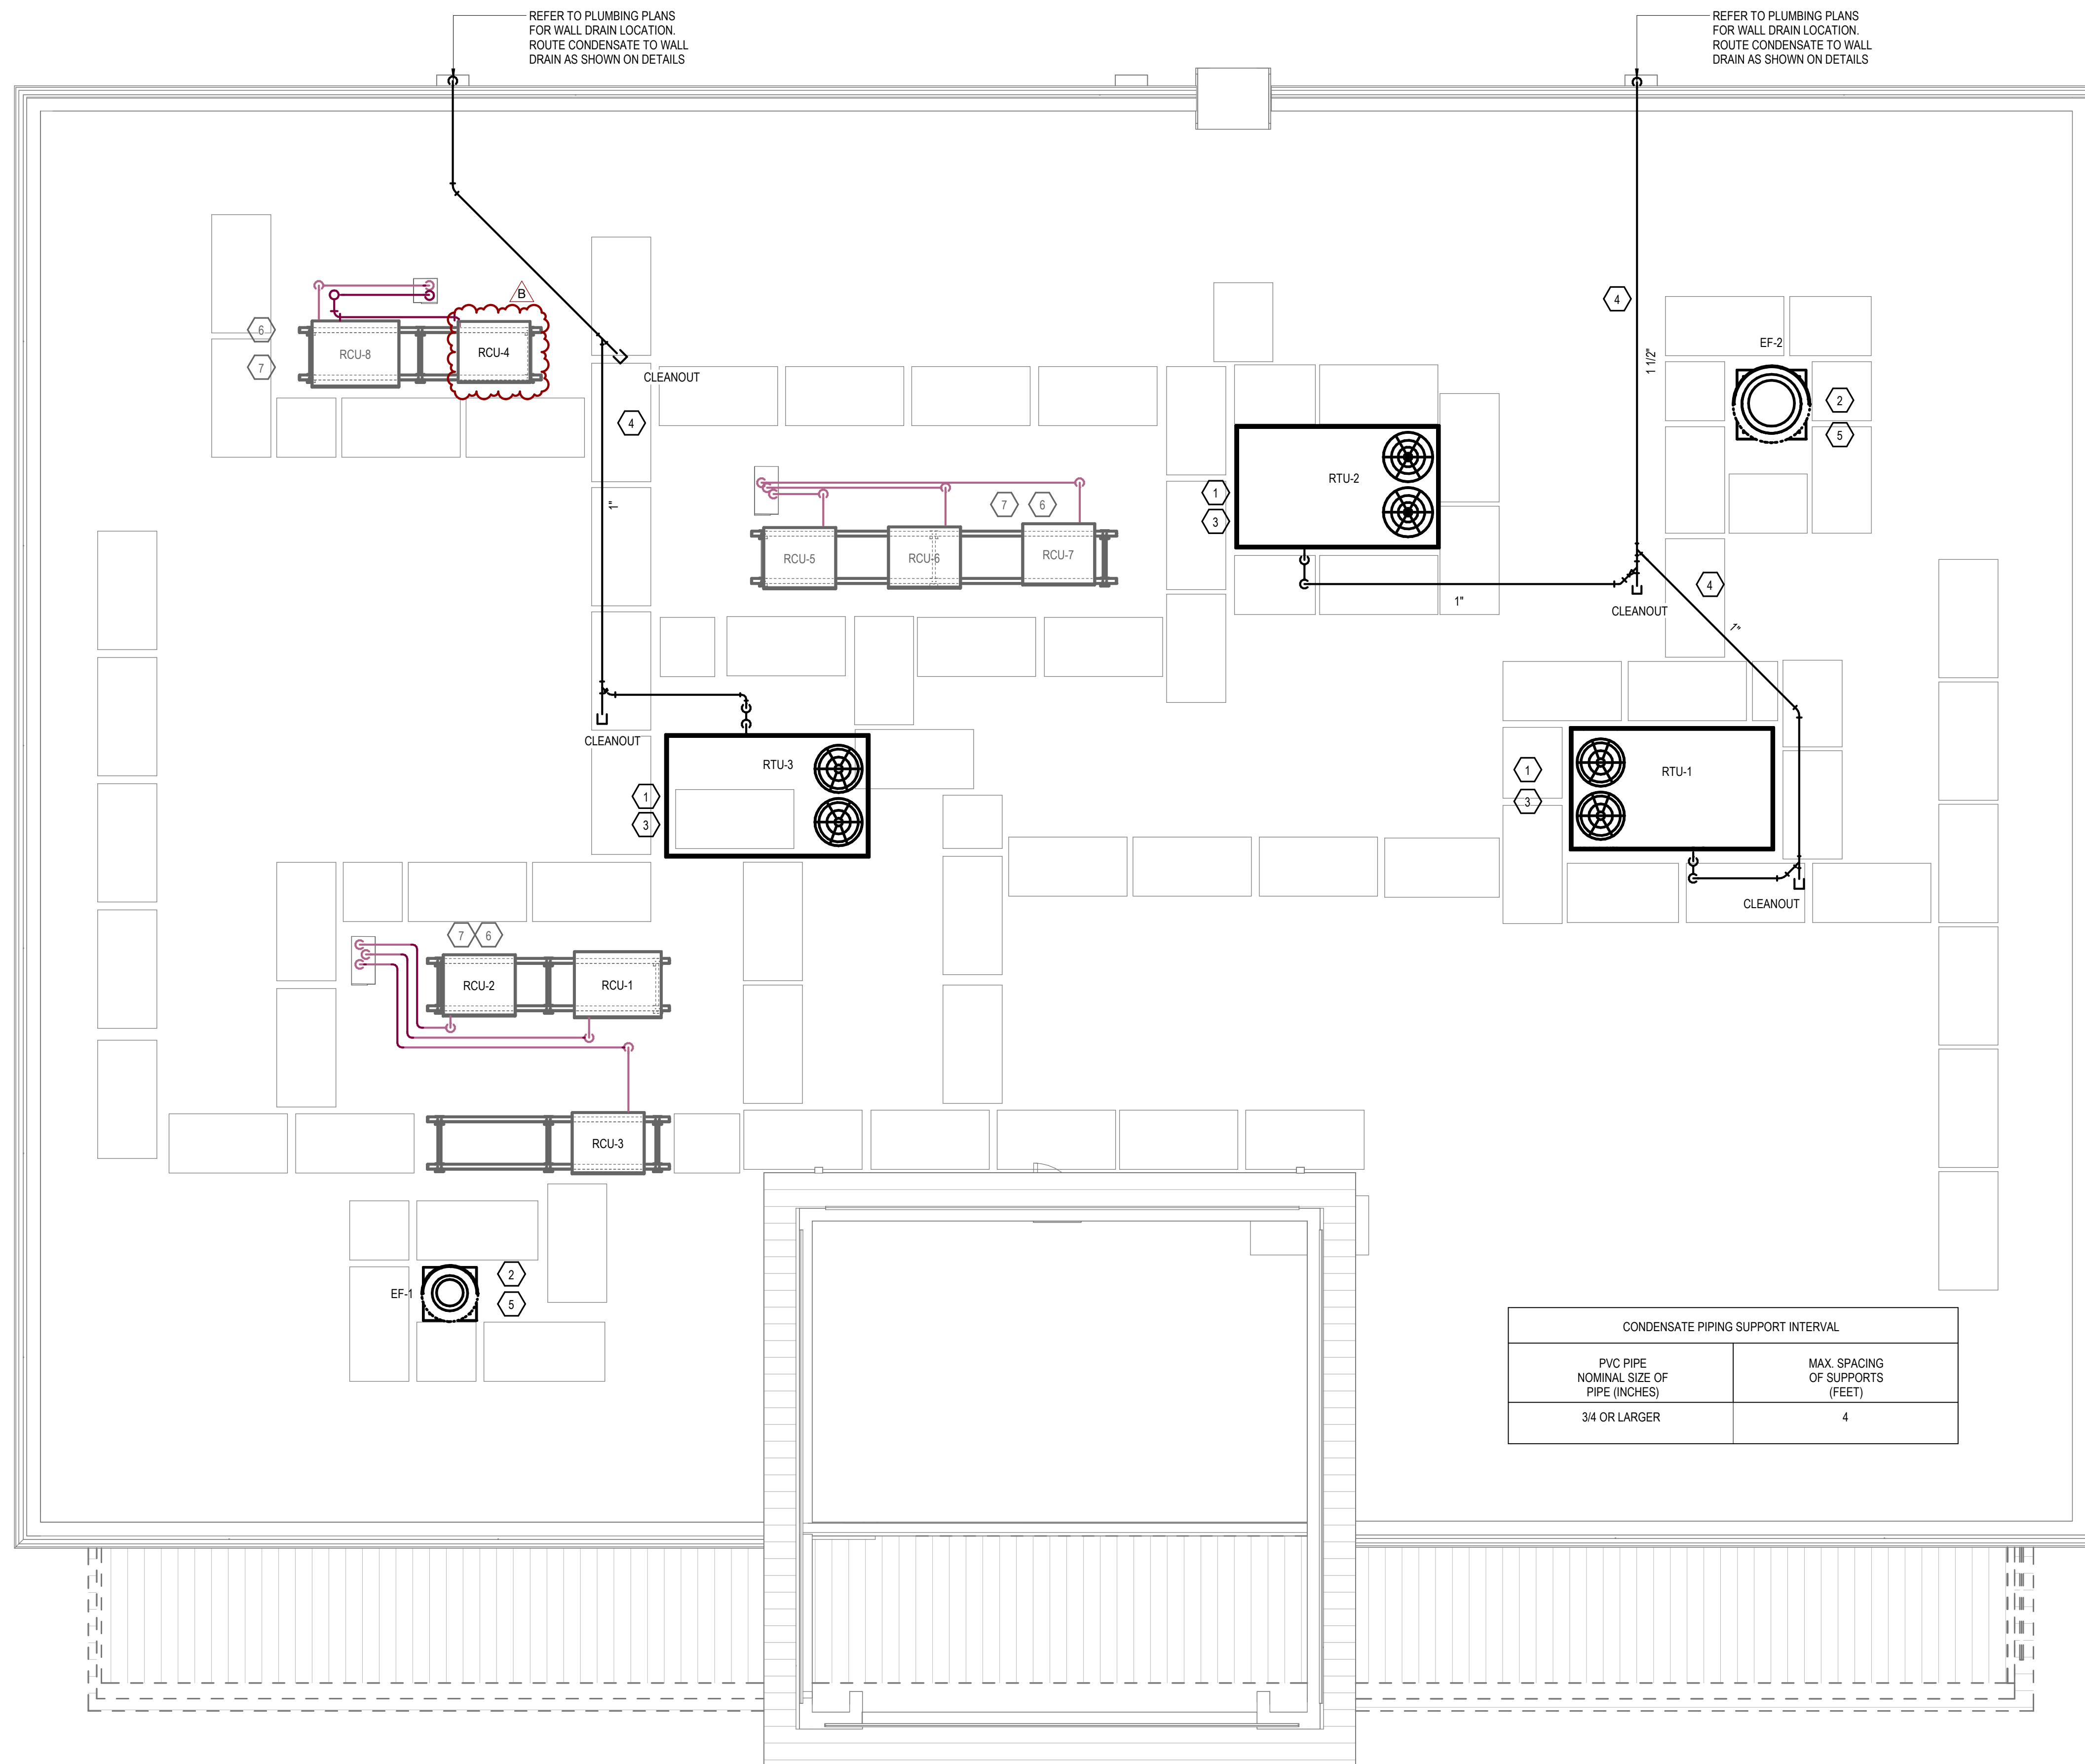 REFER TO PLUMBING PLANS
FOR WALL DRAIN LOCATION.
ROUTE CONDENSATE TO WALL
DRAIN AS SHOWN ON DETAILS
REFER TO PLUMBING PLANS
FOR WALL DRAIN LOCATION.
ROUTE CONDENSATE TO WALL
DRAIN AS SHOWN ON DETAILS
B
6
7
RCU-8
RCU-4
CLEANOUT
4
1"
4
1 1/2"
EF-2
2
5
RTU-2
1
3
7
6
RCU-5
RCU-6
RCU-7
1"
CLEANOUT
4
1"
CLEANOUT
RTU-3
1
3
RTU-1
1
3
CLEANOUT
7
6
RCU-2
RCU-1
RCU-3
EF-1
2
5
CONDENSATE PIPING SUPPORT INTERVAL
PVC PIPE
NOMINAL SIZE OF
PIPE (INCHES)
MAX. SPACING
OF SUPPORTS
(FEET)
3/4 OR LARGER
4